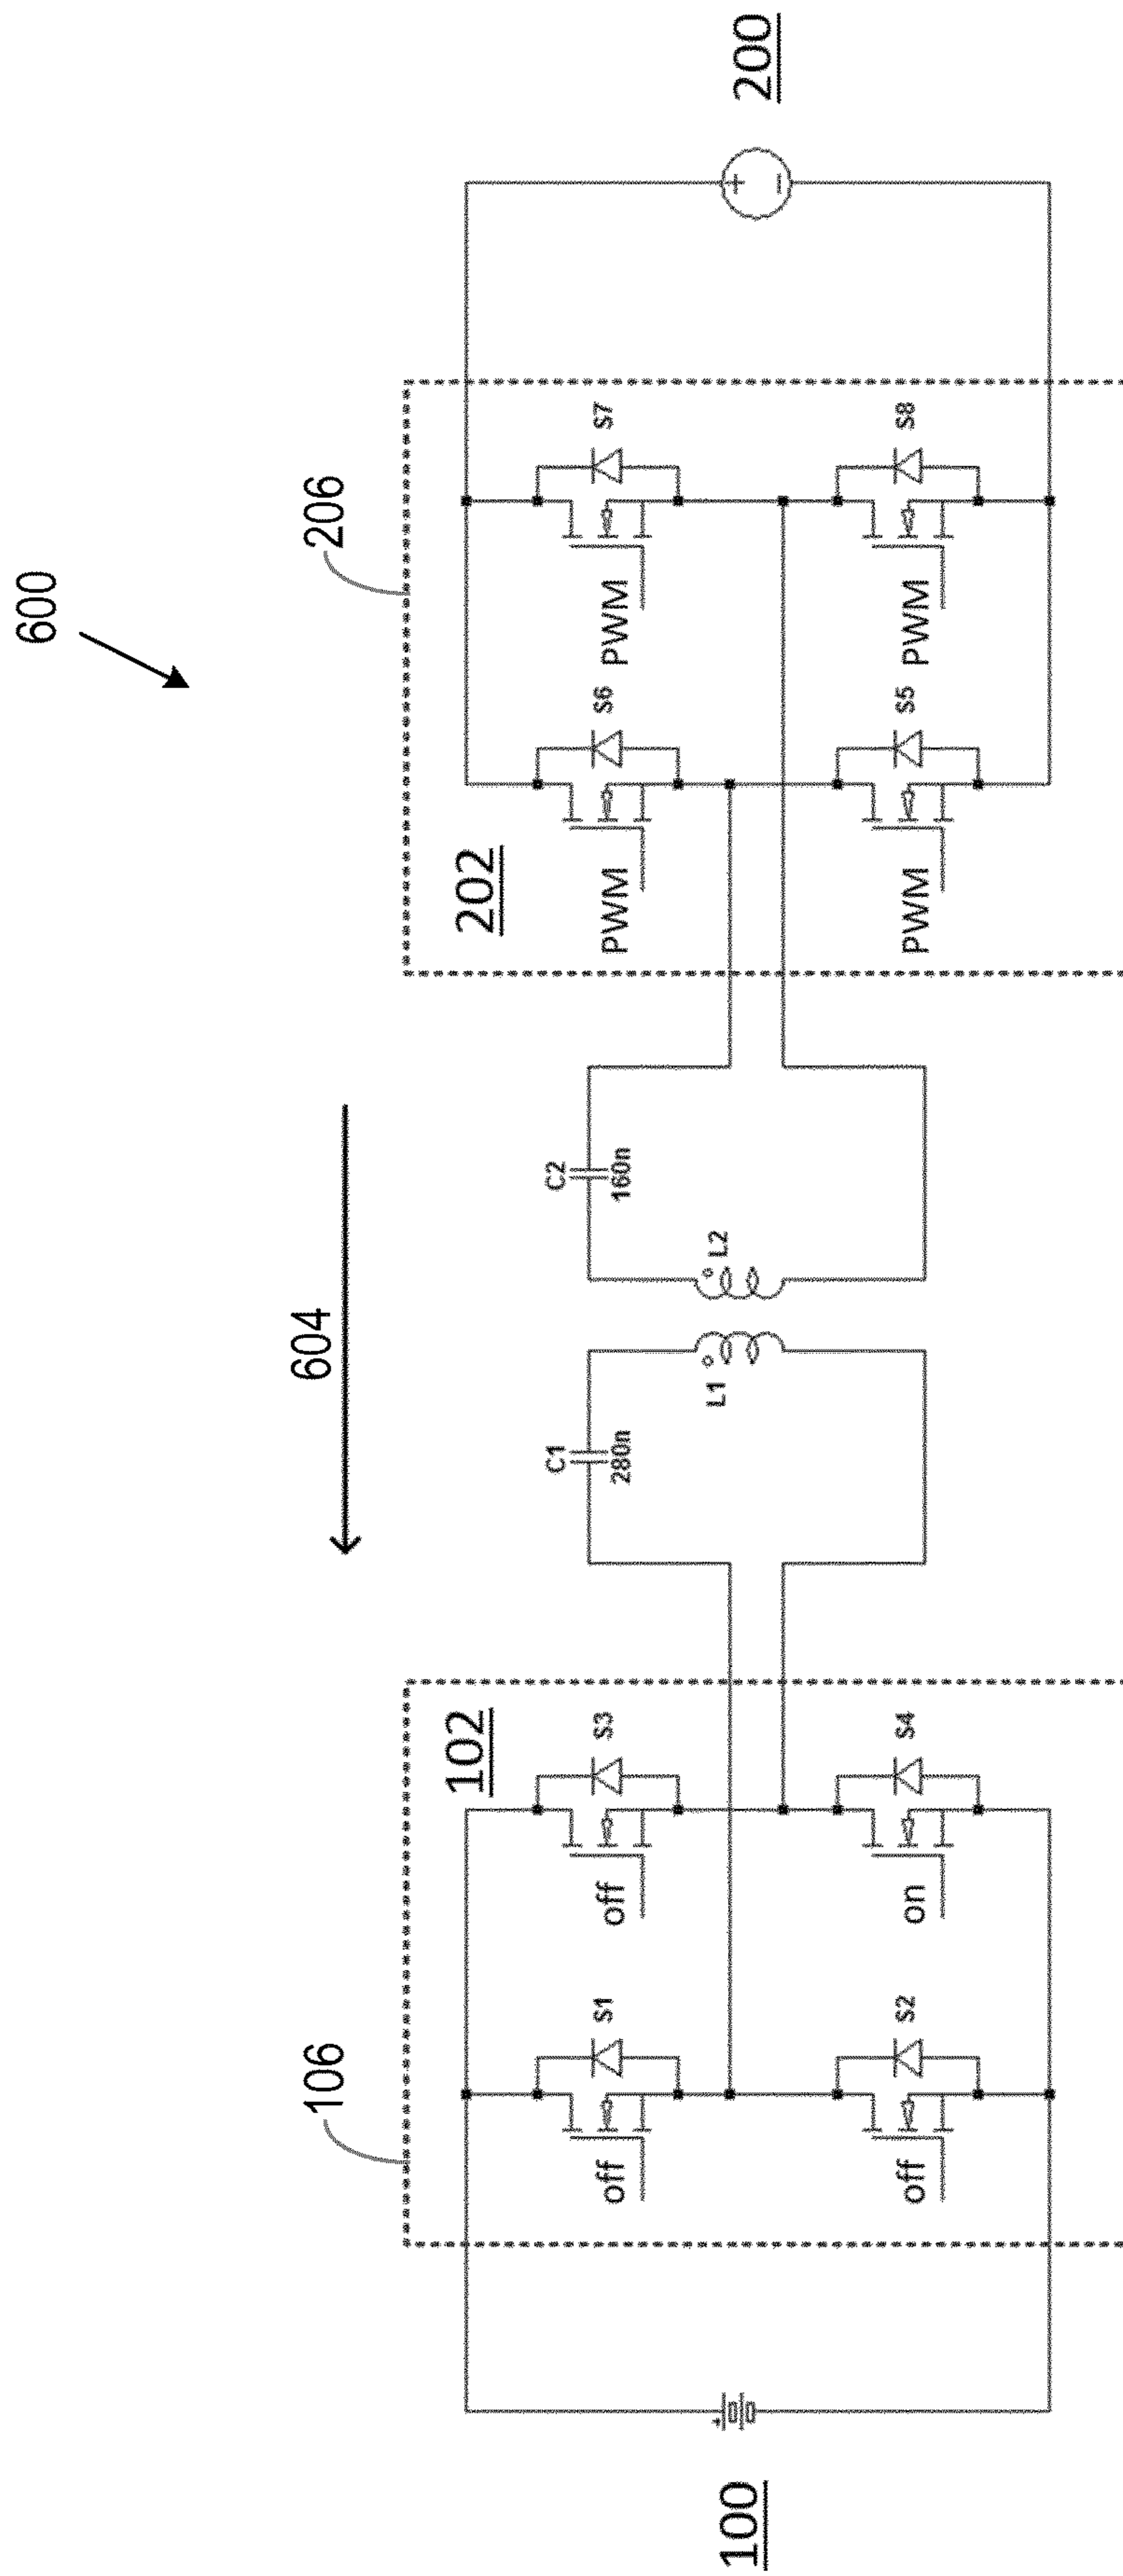 600
604
106
206
102
202
off
S1
off
S3
C1
280n
C2
160n
PWM
S6
PWM
S7
L1
L2
100
+
200
+
−
off
S2
on
S4
PWM
S5
PWM
S8